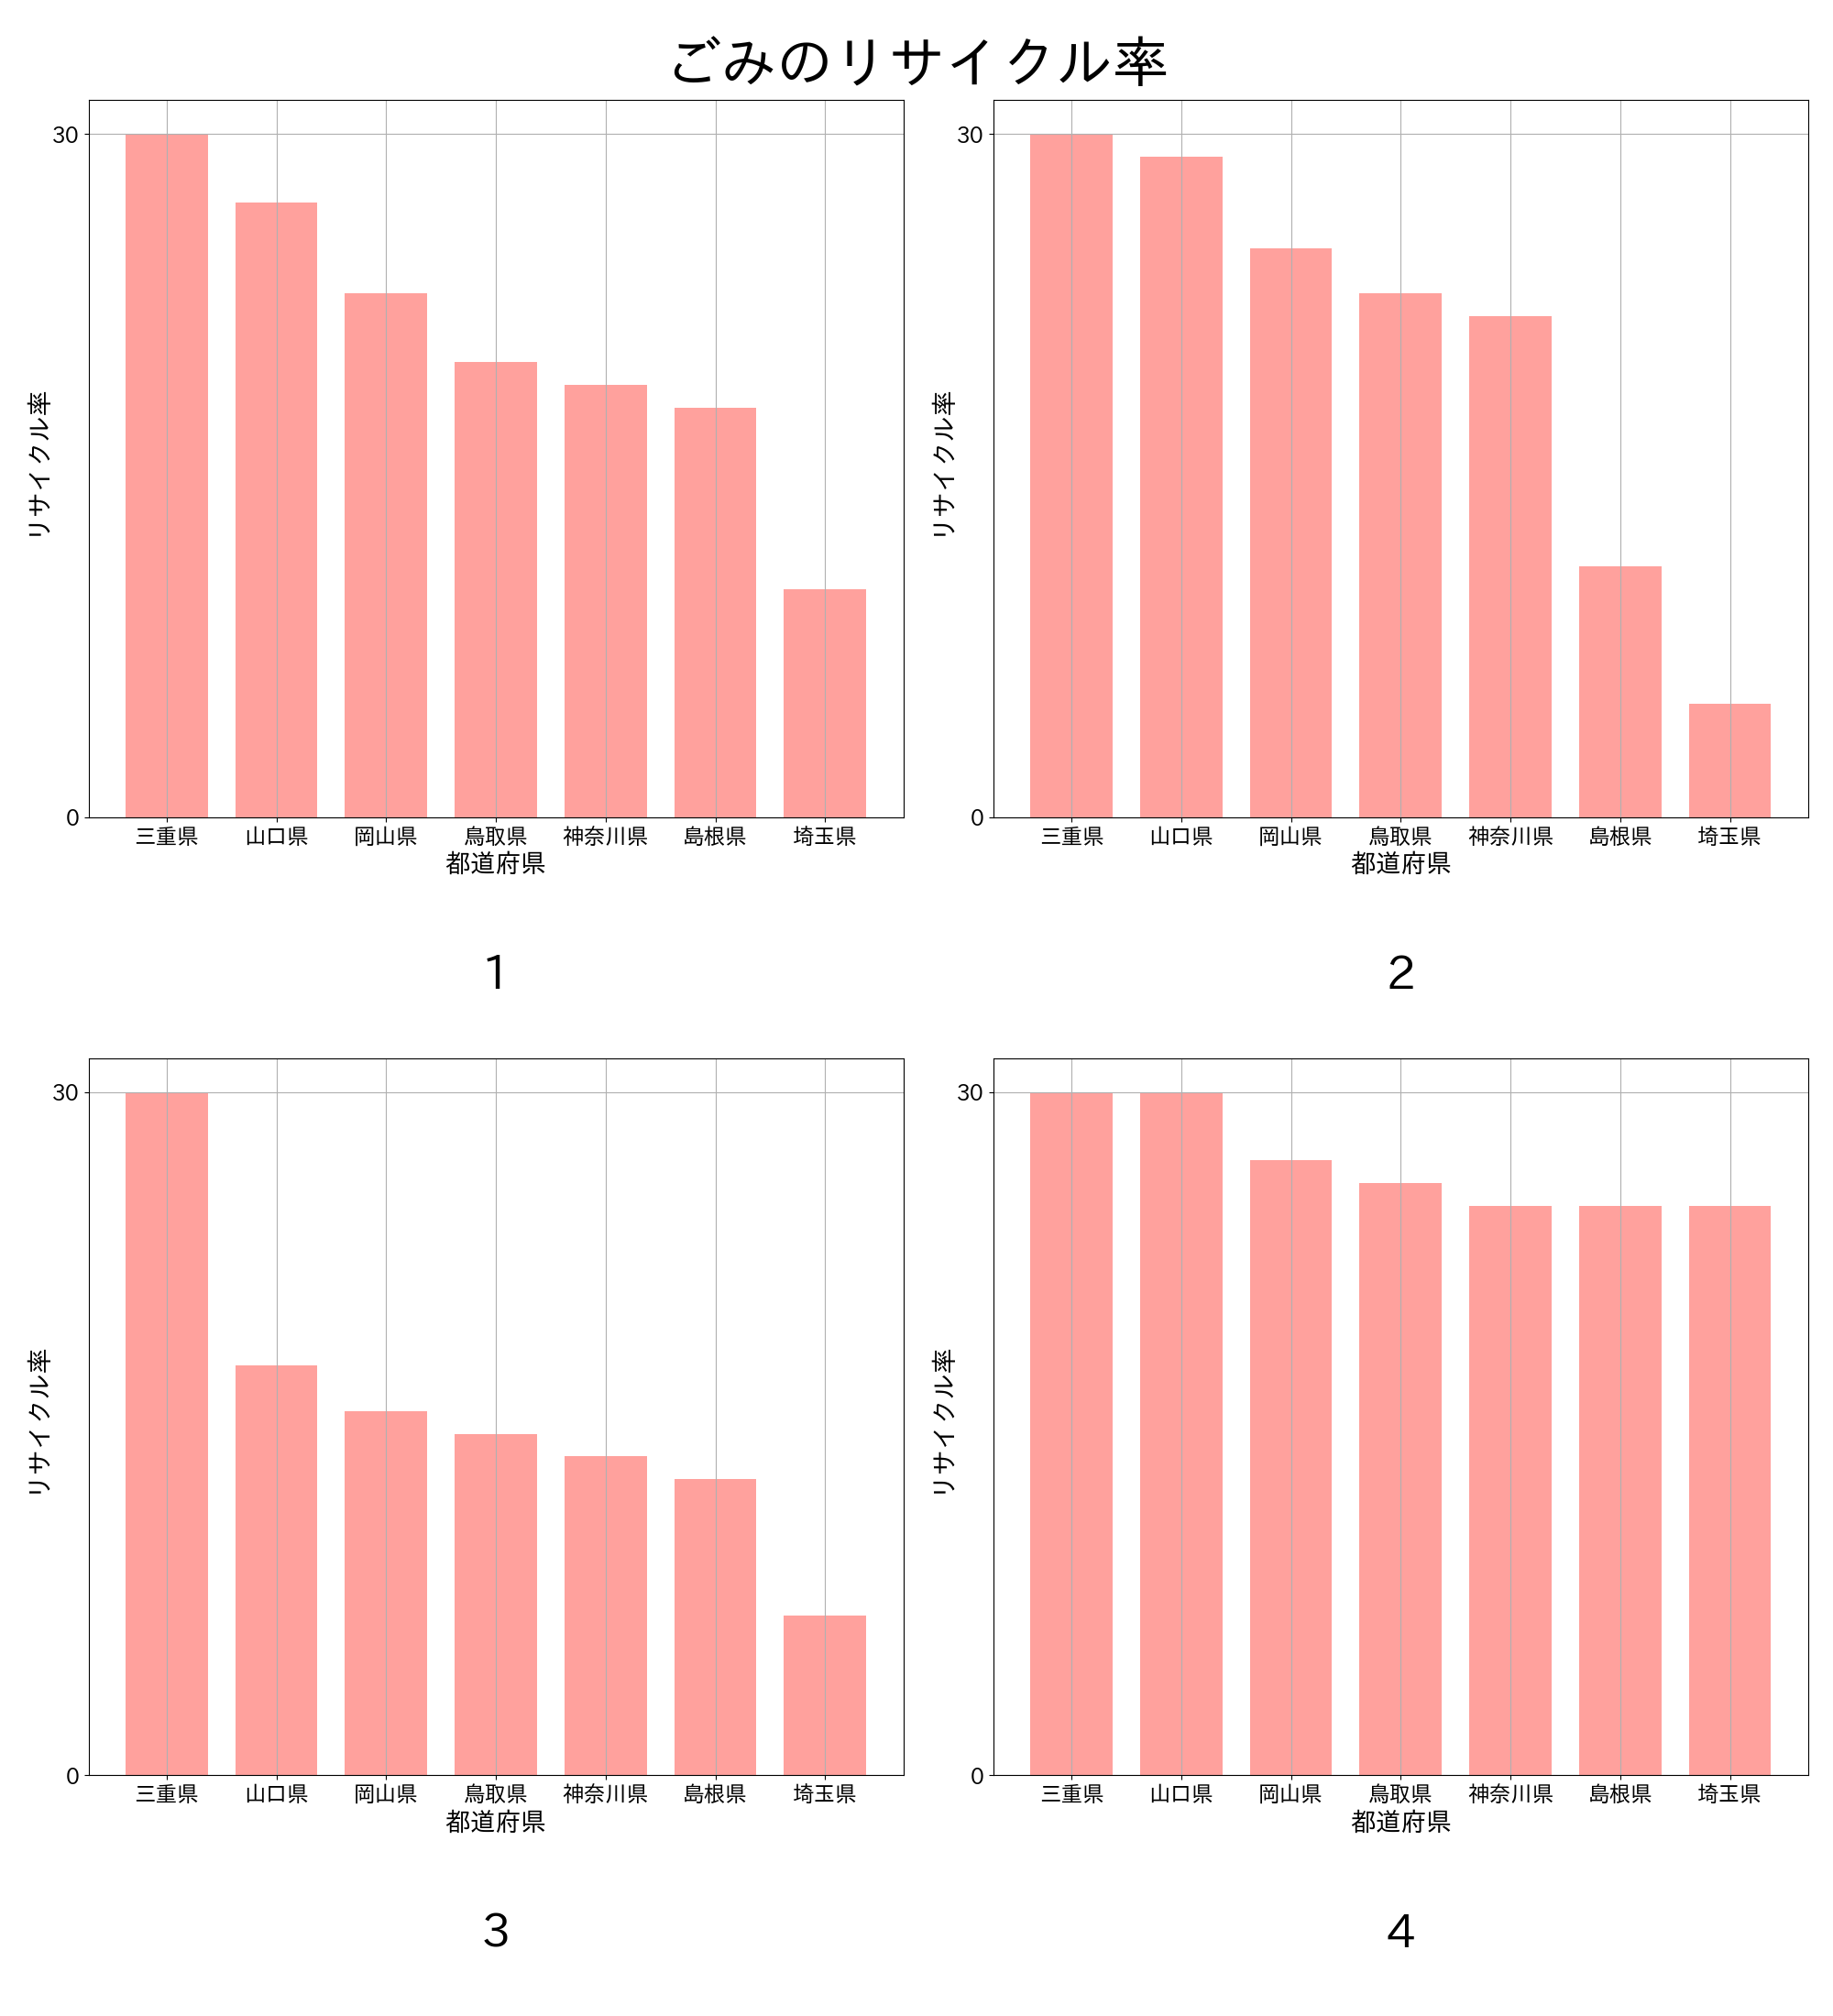 ごみのリサイクル率
30
0
リサイクル率
三重県 山口県 岡山県 鳥取県 神奈川県 島根県 埼玉県
都道府県
1
30
0
リサイクル率
三重県 山口県 岡山県 鳥取県 神奈川県 島根県 埼玉県
都道府県
2
30
0
リサイクル率
三重県 山口県 岡山県 鳥取県 神奈川県 島根県 埼玉県
都道府県
3
30
0
リサイクル率
三重県 山口県 岡山県 鳥取県 神奈川県 島根県 埼玉県
都道府県
4